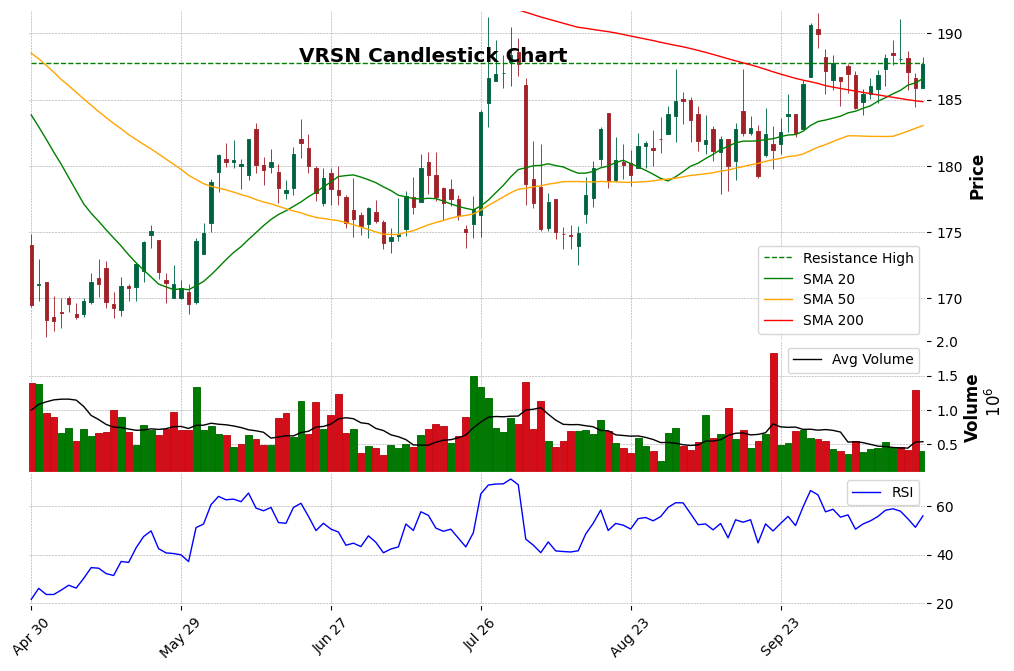 VRSN Candlestick Chart
190
185
180
175
170
Price
Resistance High
SMA 20
SMA 50
SMA 200
2.0
1.5
1.0
0.5
Volume
10^6
Avg Volume
60
40
20
RSI
Apr 30
May 29
Jun 27
Jul 26
Aug 23
Sep 23